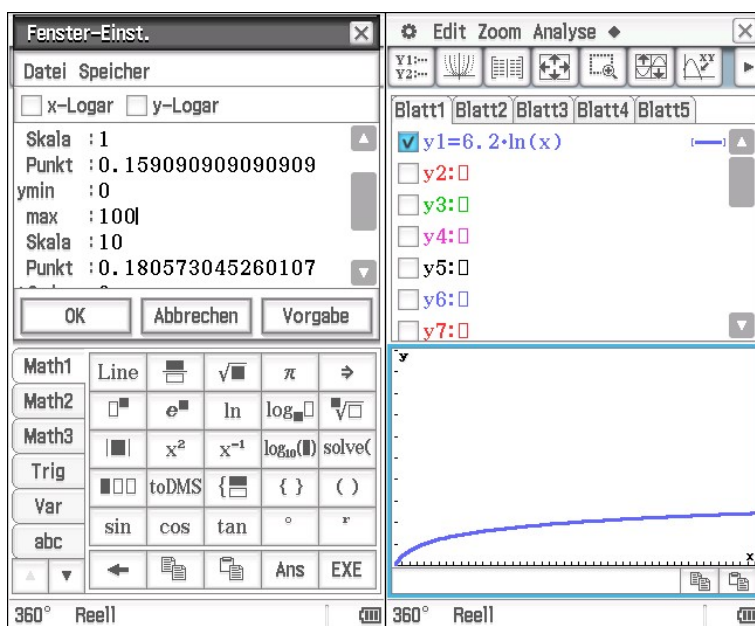 Fenster-Einst.
Datei Speicher
x-Logar y-Logar
Skala :1
Punkt :0.159090909090909
ymin :0
max :100
Skala :10
Punkt :0.180573045260107
OK Abbrechen Vorgabe
Math1 Line √■ π ⇒
Math2 □■ e■ ln log■□ ■√□
Math3 |■| x² x⁻¹ log₁₀(■) solve(
Trig ■□□ toDMS { { } ( )
Var sin cos tan ° r
abc
Ans EXE
360° Reell
Edit Zoom Analyse
Y1:···
Y2:···
XY
Blatt1 Blatt2 Blatt3 Blatt4 Blatt5
y1=6.2·ln(x)
y2:□
y3:□
y4:□
y5:□
y6:□
y7:□
y
x
360° Reell